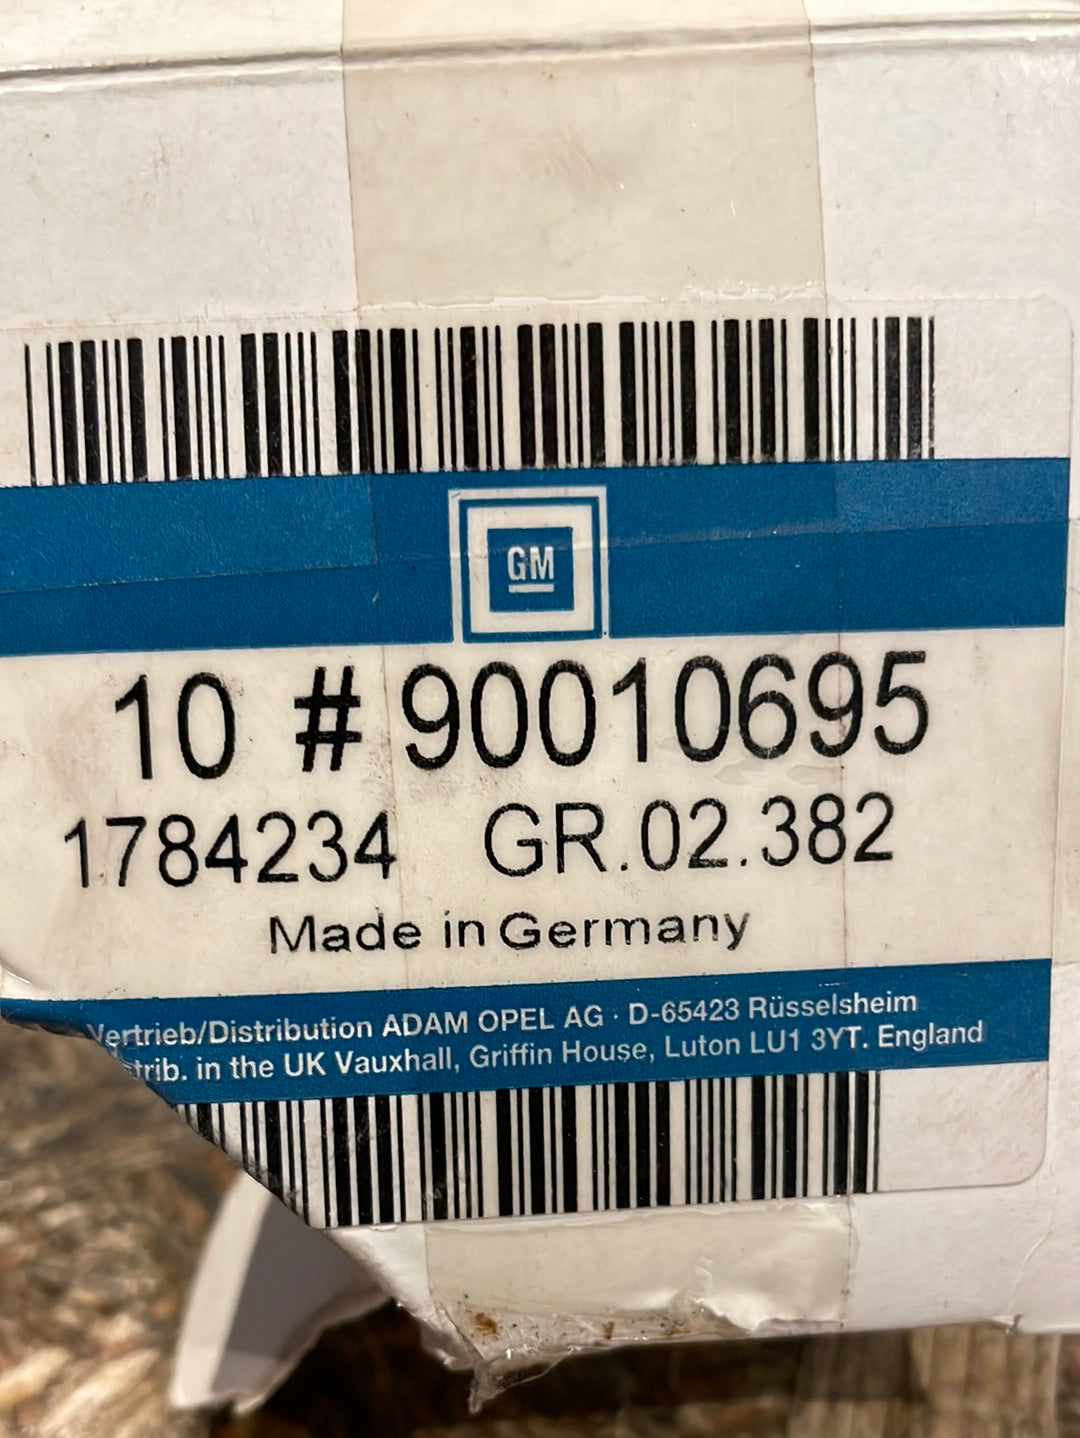 GM
10 # 90010695
1784234 GR.02.382
Made in Germany
Vertrieb/Distribution ADAM OPEL AG · D-65423 Rüsselsheim
in the UK Vauxhall, Griffin House, Luton LU1 3YT. England